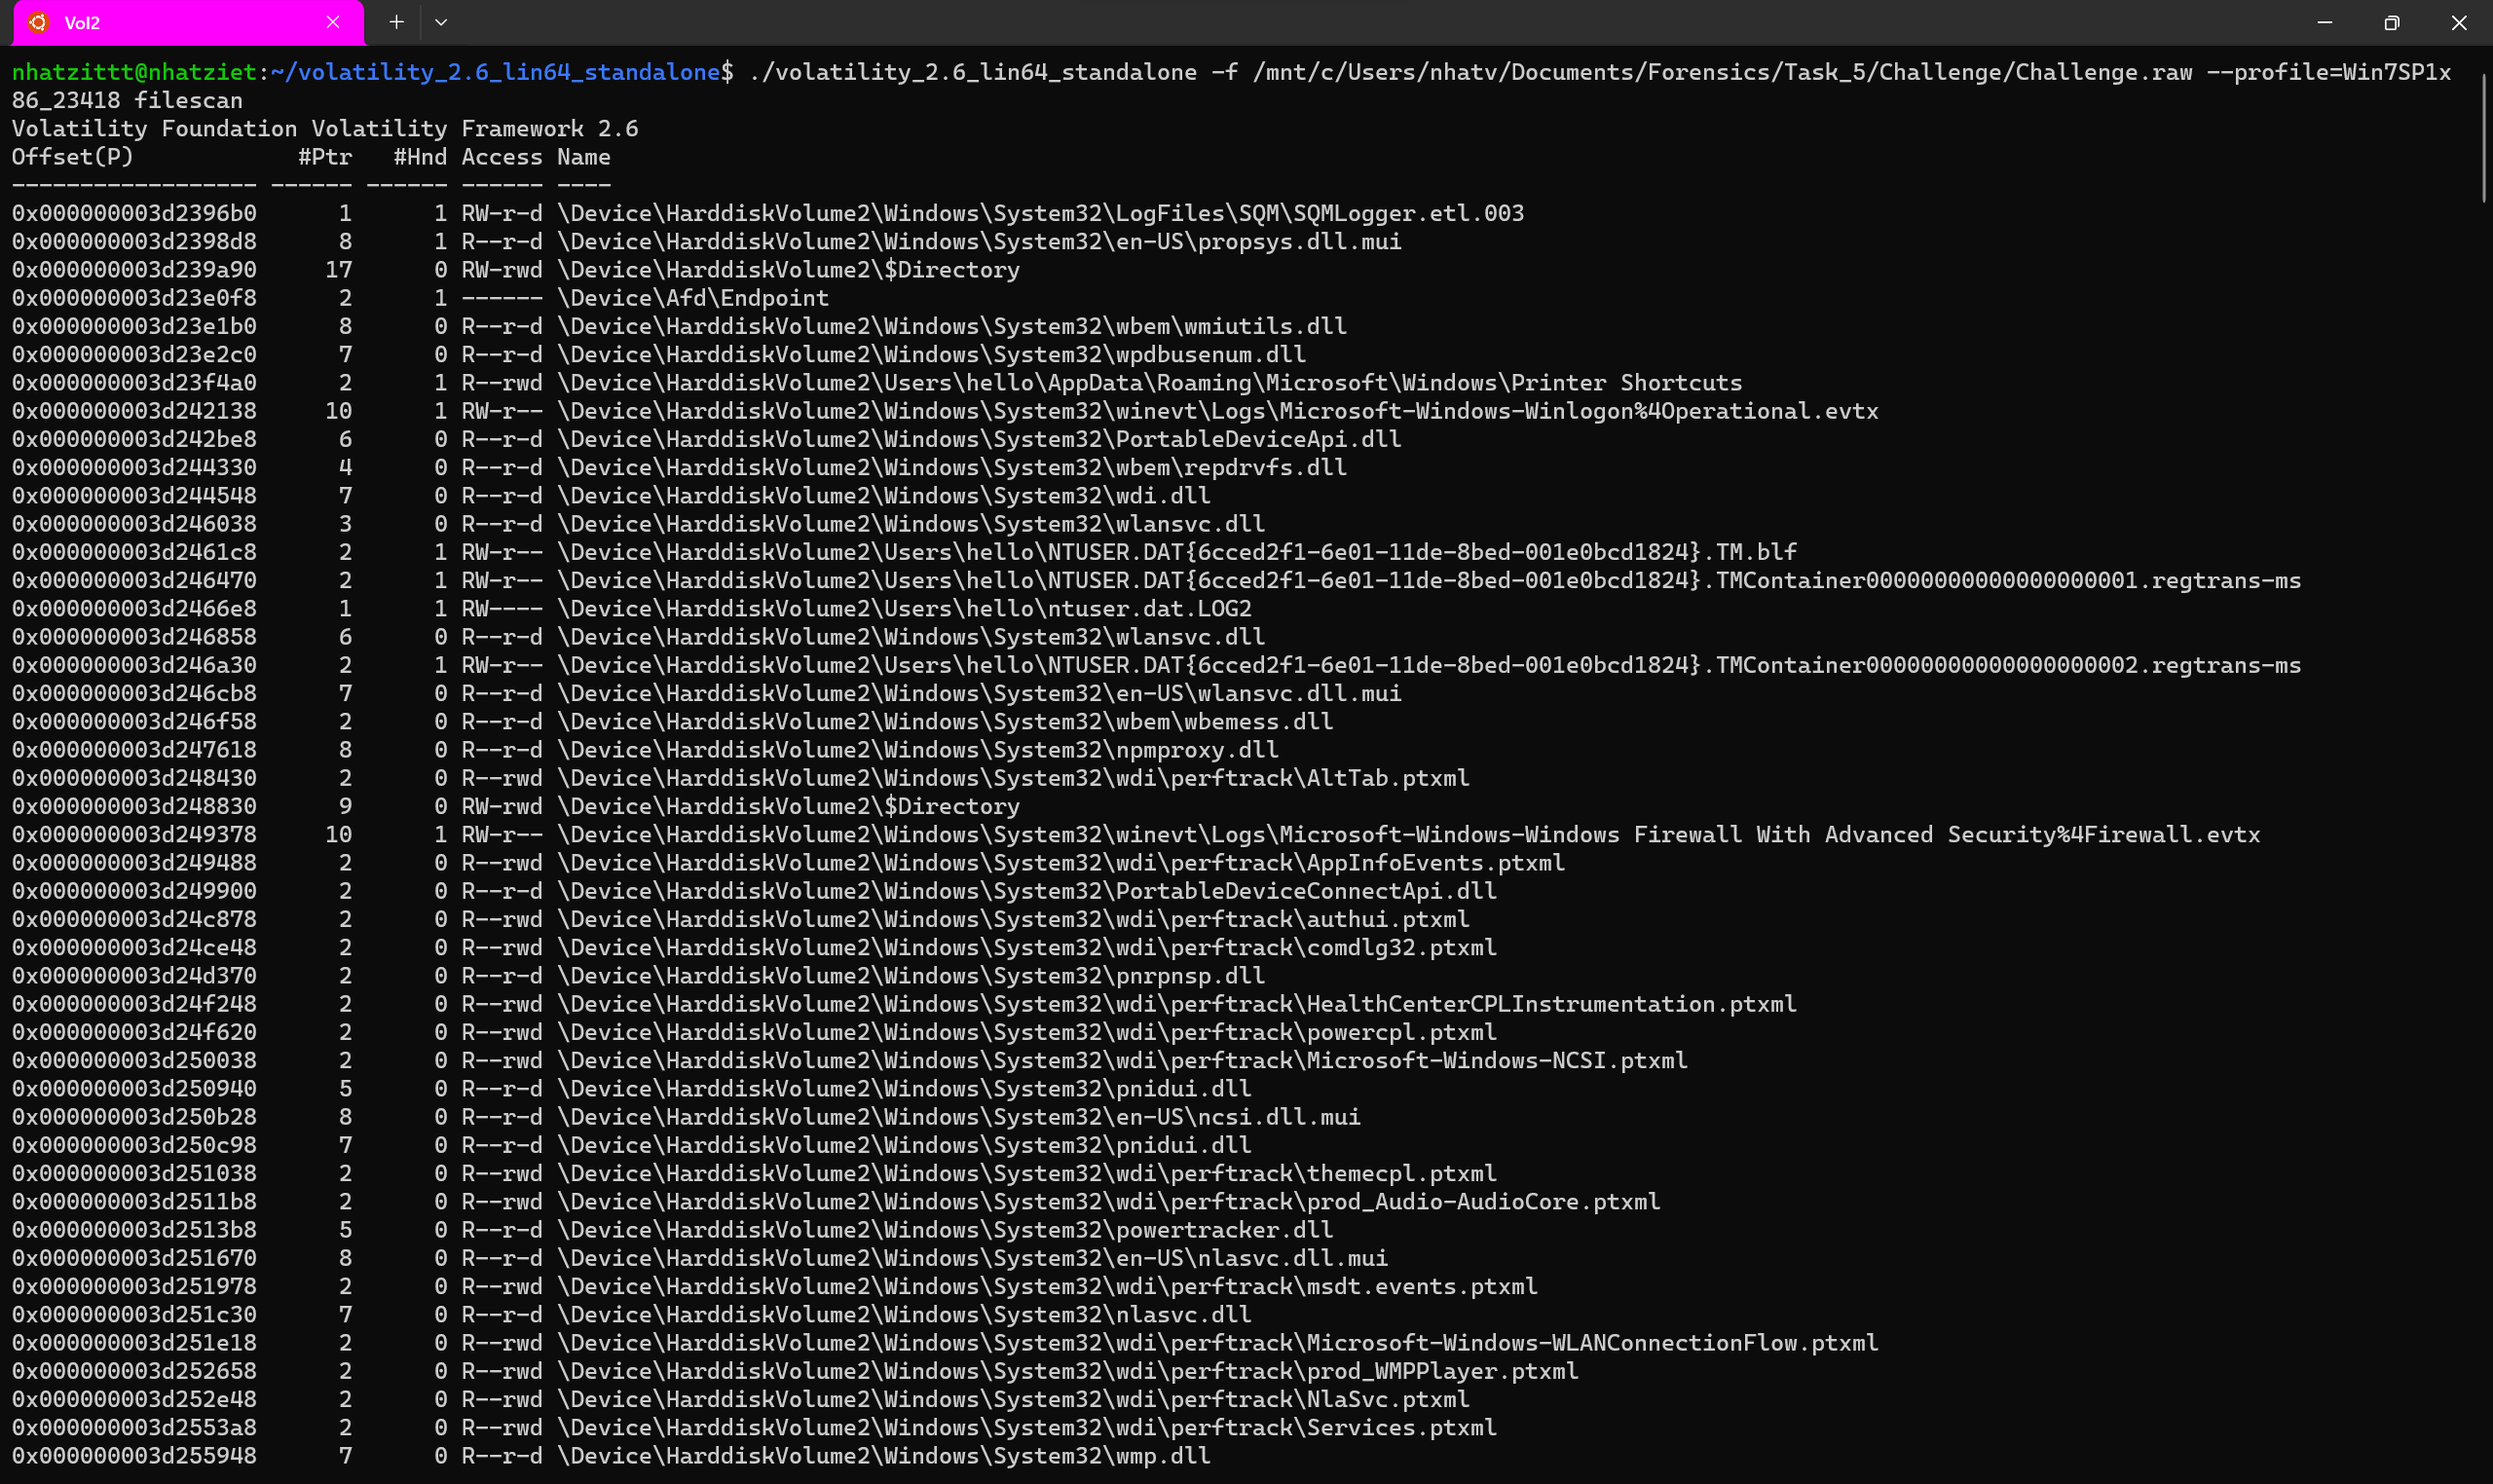 Vol2
nhatzittt@nhatziet:~/volatility_2.6_lin64_standalone$ ./volatility_2.6_lin64_standalone -f /mnt/c/Users/nhatv/Documents/Forensics/Task_5/Challenge/Challenge.raw --profile=Win7SP1x
86_23418 filescan
Volatility Foundation Volatility Framework 2.6
Offset(P)            #Ptr   #Hnd Access Name
------------------ ------ ------ ------ ----
0x000000003d2396b0      1      1 RW-r-d \Device\HarddiskVolume2\Windows\System32\LogFiles\SQM\SQMLogger.etl.003
0x000000003d2398d8      8      1 R--r-d \Device\HarddiskVolume2\Windows\System32\en-US\propsys.dll.mui
0x000000003d239a90     17      0 RW-rwd \Device\HarddiskVolume2\$Directory
0x000000003d23e0f8      2      1 ------ \Device\Afd\Endpoint
0x000000003d23e1b0      8      0 R--r-d \Device\HarddiskVolume2\Windows\System32\wbem\wmiutils.dll
0x000000003d23e2c0      7      0 R--r-d \Device\HarddiskVolume2\Windows\System32\wpdbusenum.dll
0x000000003d23f4a0      2      1 R--rwd \Device\HarddiskVolume2\Users\hello\AppData\Roaming\Microsoft\Windows\Printer Shortcuts
0x000000003d242138     10      1 RW-r-- \Device\HarddiskVolume2\Windows\System32\winevt\Logs\Microsoft-Windows-Winlogon%4Operational.evtx
0x000000003d242be8      6      0 R--r-d \Device\HarddiskVolume2\Windows\System32\PortableDeviceApi.dll
0x000000003d244330      4      0 R--r-d \Device\HarddiskVolume2\Windows\System32\wbem\repdrvfs.dll
0x000000003d244548      7      0 R--r-d \Device\HarddiskVolume2\Windows\System32\wdi.dll
0x000000003d246038      3      0 R--r-d \Device\HarddiskVolume2\Windows\System32\wlansvc.dll
0x000000003d2461c8      2      1 RW-r-- \Device\HarddiskVolume2\Users\hello\NTUSER.DAT{6cced2f1-6e01-11de-8bed-001e0bcd1824}.TM.blf
0x000000003d246470      2      1 RW-r-- \Device\HarddiskVolume2\Users\hello\NTUSER.DAT{6cced2f1-6e01-11de-8bed-001e0bcd1824}.TMContainer00000000000000000001.regtrans-ms
0x000000003d2466e8      1      1 RW---- \Device\HarddiskVolume2\Users\hello\ntuser.dat.LOG2
0x000000003d246858      6      0 R--r-d \Device\HarddiskVolume2\Windows\System32\wlansvc.dll
0x000000003d246a30      2      1 RW-r-- \Device\HarddiskVolume2\Users\hello\NTUSER.DAT{6cced2f1-6e01-11de-8bed-001e0bcd1824}.TMContainer00000000000000000002.regtrans-ms
0x000000003d246cb8      7      0 R--r-d \Device\HarddiskVolume2\Windows\System32\en-US\wlansvc.dll.mui
0x000000003d246f58      2      0 R--r-d \Device\HarddiskVolume2\Windows\System32\wbem\wbemess.dll
0x000000003d247618      8      0 R--r-d \Device\HarddiskVolume2\Windows\System32\npmproxy.dll
0x000000003d248430      2      0 R--rwd \Device\HarddiskVolume2\Windows\System32\wdi\perftrack\AltTab.ptxml
0x000000003d248830      9      0 RW-rwd \Device\HarddiskVolume2\$Directory
0x000000003d249378     10      1 RW-r-- \Device\HarddiskVolume2\Windows\System32\winevt\Logs\Microsoft-Windows-Windows Firewall With Advanced Security%4Firewall.evtx
0x000000003d249488      2      0 R--rwd \Device\HarddiskVolume2\Windows\System32\wdi\perftrack\AppInfoEvents.ptxml
0x000000003d249900      2      0 R--r-d \Device\HarddiskVolume2\Windows\System32\PortableDeviceConnectApi.dll
0x000000003d24c878      2      0 R--rwd \Device\HarddiskVolume2\Windows\System32\wdi\perftrack\authui.ptxml
0x000000003d24ce48      2      0 R--rwd \Device\HarddiskVolume2\Windows\System32\wdi\perftrack\comdlg32.ptxml
0x000000003d24d370      2      0 R--r-d \Device\HarddiskVolume2\Windows\System32\pnrpnsp.dll
0x000000003d24f248      2      0 R--rwd \Device\HarddiskVolume2\Windows\System32\wdi\perftrack\HealthCenterCPLInstrumentation.ptxml
0x000000003d24f620      2      0 R--rwd \Device\HarddiskVolume2\Windows\System32\wdi\perftrack\powercpl.ptxml
0x000000003d250038      2      0 R--rwd \Device\HarddiskVolume2\Windows\System32\wdi\perftrack\Microsoft-Windows-NCSI.ptxml
0x000000003d250940      5      0 R--r-d \Device\HarddiskVolume2\Windows\System32\pnidui.dll
0x000000003d250b28      8      0 R--r-d \Device\HarddiskVolume2\Windows\System32\en-US\ncsi.dll.mui
0x000000003d250c98      7      0 R--r-d \Device\HarddiskVolume2\Windows\System32\pnidui.dll
0x000000003d251038      2      0 R--rwd \Device\HarddiskVolume2\Windows\System32\wdi\perftrack\themecpl.ptxml
0x000000003d2511b8      2      0 R--rwd \Device\HarddiskVolume2\Windows\System32\wdi\perftrack\prod_Audio-AudioCore.ptxml
0x000000003d2513b8      5      0 R--r-d \Device\HarddiskVolume2\Windows\System32\powertracker.dll
0x000000003d251670      8      0 R--r-d \Device\HarddiskVolume2\Windows\System32\en-US\nlasvc.dll.mui
0x000000003d251978      2      0 R--rwd \Device\HarddiskVolume2\Windows\System32\wdi\perftrack\msdt.events.ptxml
0x000000003d251c30      7      0 R--r-d \Device\HarddiskVolume2\Windows\System32\nlasvc.dll
0x000000003d251e18      2      0 R--rwd \Device\HarddiskVolume2\Windows\System32\wdi\perftrack\Microsoft-Windows-WLANConnectionFlow.ptxml
0x000000003d252658      2      0 R--rwd \Device\HarddiskVolume2\Windows\System32\wdi\perftrack\prod_WMPPlayer.ptxml
0x000000003d252e48      2      0 R--rwd \Device\HarddiskVolume2\Windows\System32\wdi\perftrack\NlaSvc.ptxml
0x000000003d2553a8      2      0 R--rwd \Device\HarddiskVolume2\Windows\System32\wdi\perftrack\Services.ptxml
0x000000003d255948      7      0 R--r-d \Device\HarddiskVolume2\Windows\System32\wmp.dll